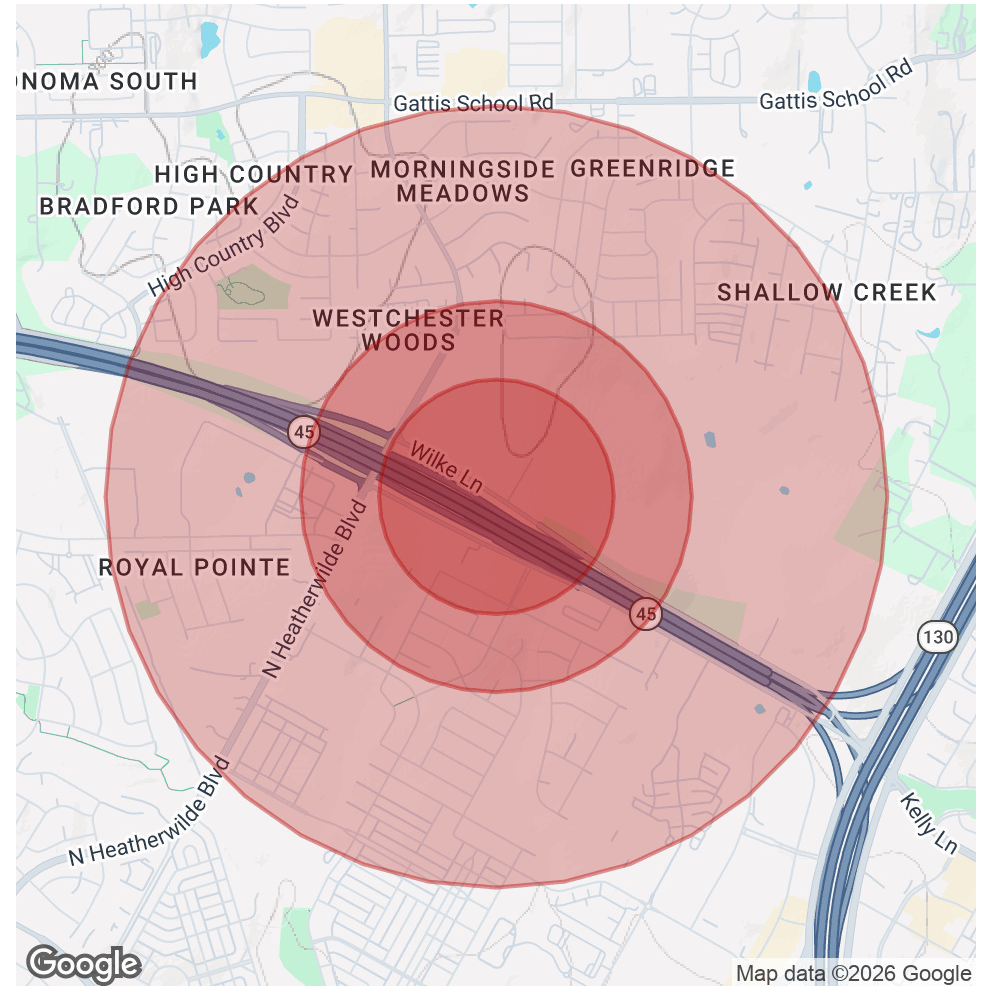 ONOMA SOUTH
Gattis School Rd
Gattis School Rd
HIGH COUNTRY
MORNINGSIDE
MEADOWS
GREENRIDGE
BRADFORD PARK
High Country Blvd
SHALLOW CREEK
WESTCHESTER
WOODS
45
Wilke Ln
N Heatherwilde Blvd
ROYAL POINTE
45
130
N Heatherwilde Blvd
Kelly Ln
Google
Map data ©2026 Google